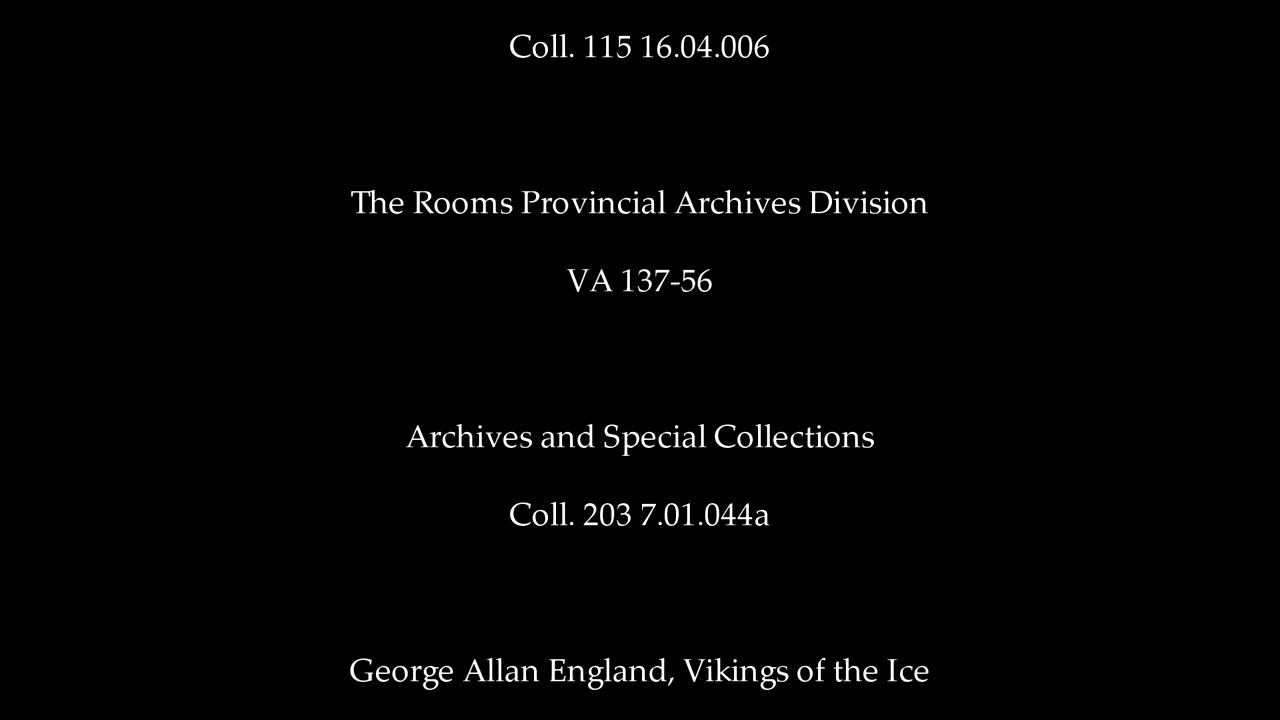 Coll. 115 16.04.006
The Rooms Provincial Archives Division
VA 137-56
Archives and Special Collections
Coll. 203 7.01.044a
George Allan England, Vikings of the Ice